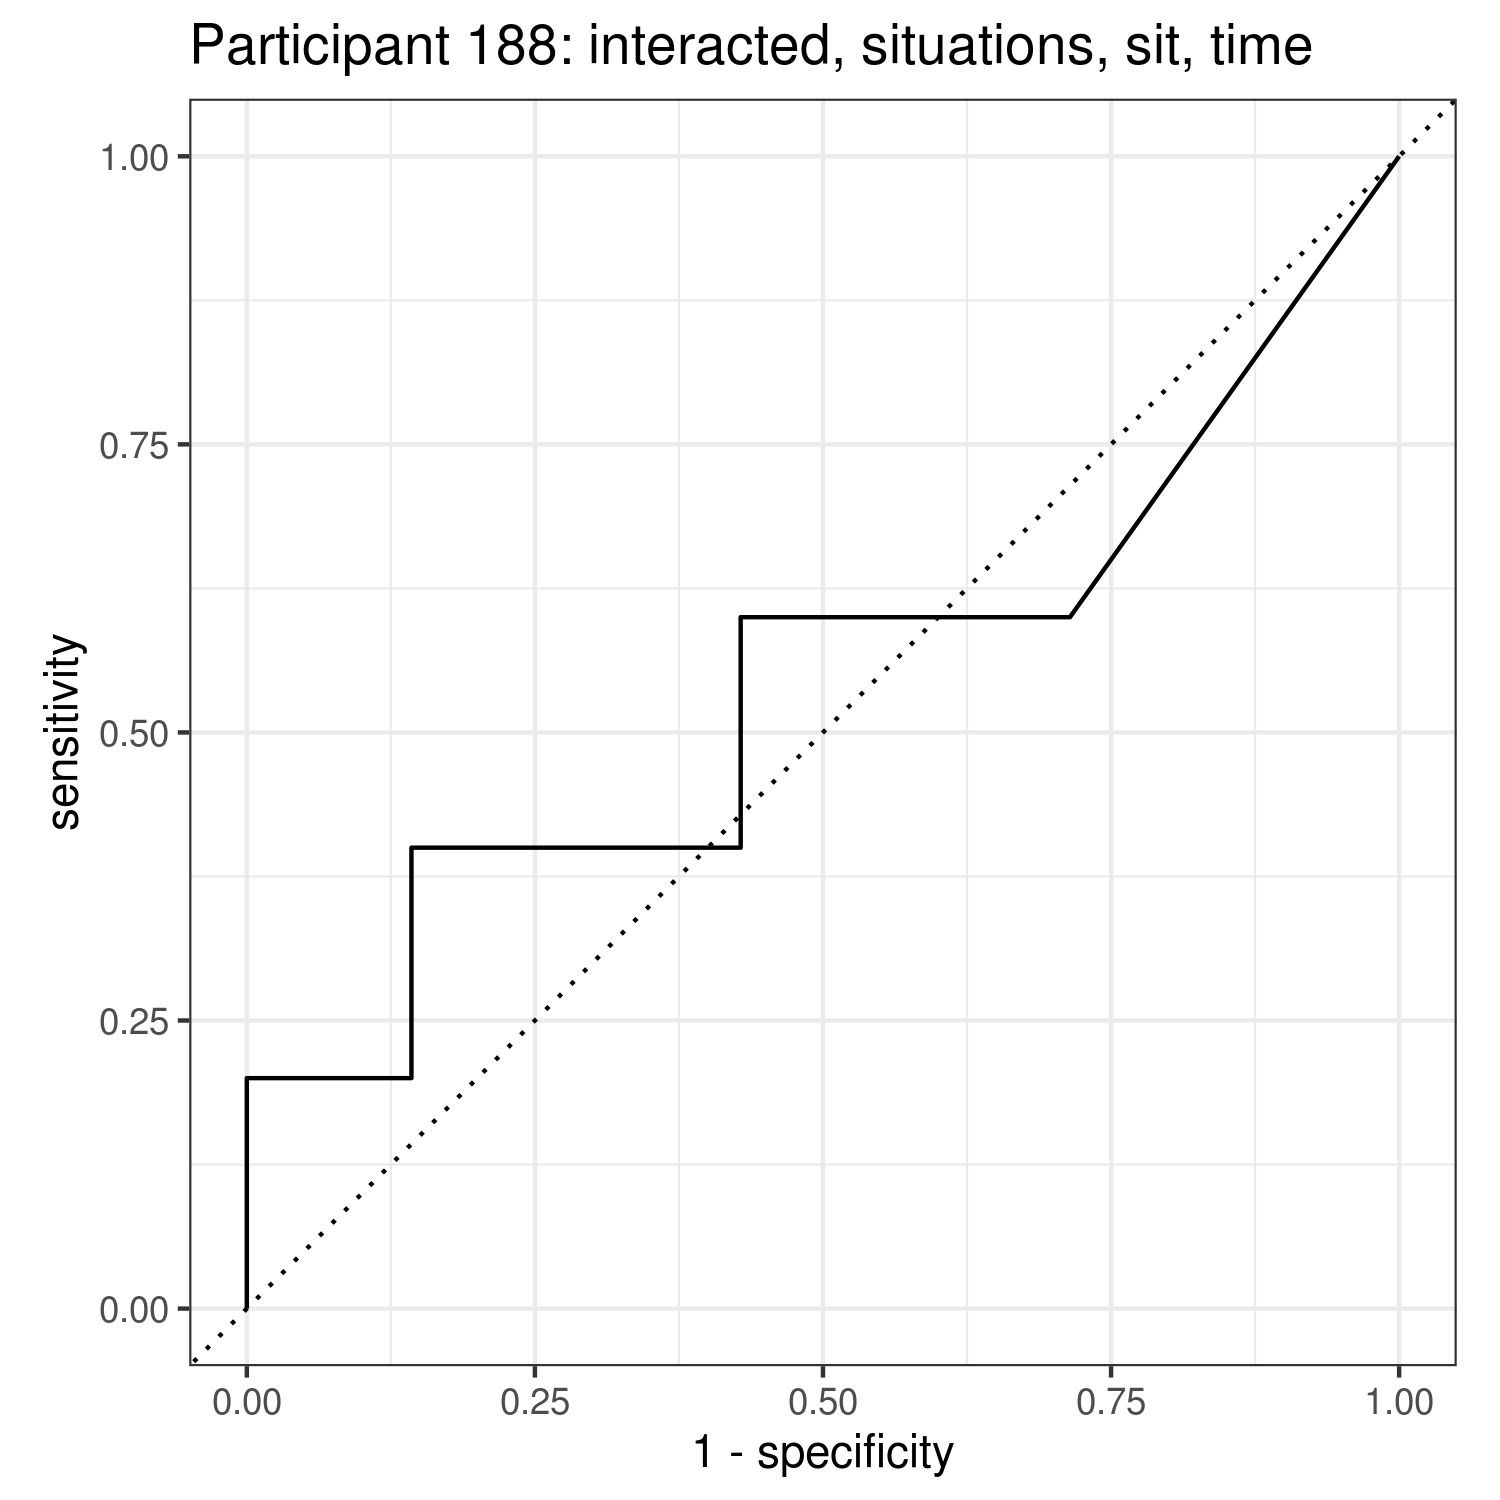 Participant 188: interacted, situations, sit, time
1.00
0.75
0.50
0.25
0.00
sensitivity
0.00 0.25 0.50 0.75 1.00
1 - specificity